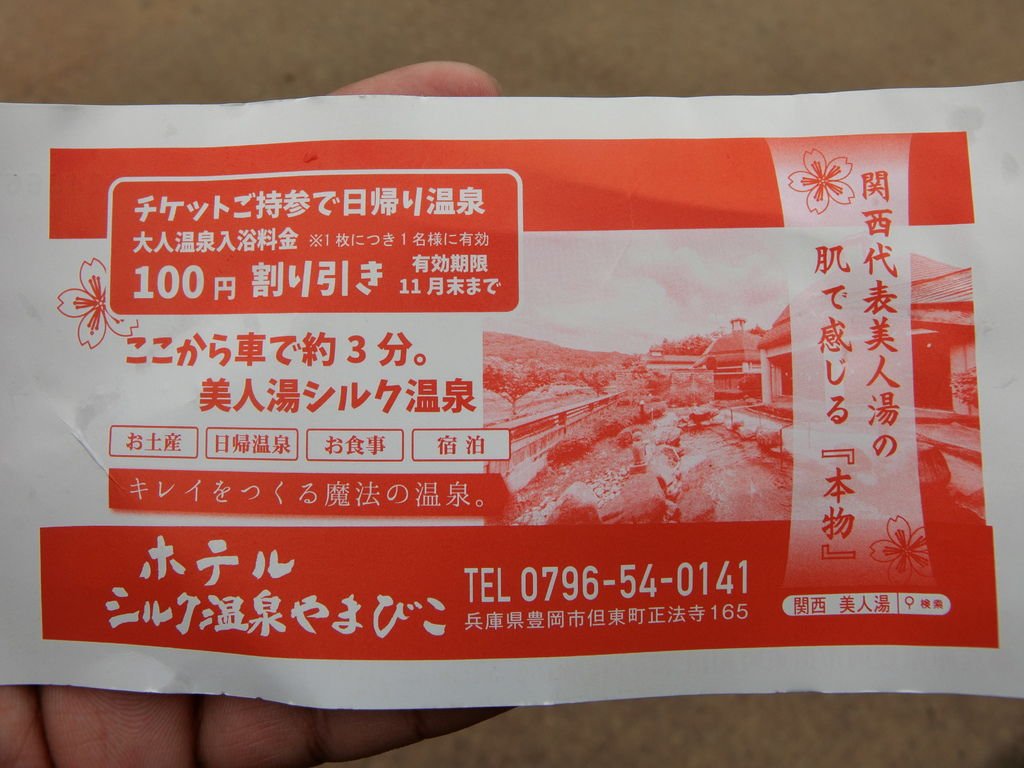 チケットご持参で日帰り温泉
大人温泉入浴料金 ※1枚につき1名様に有効
100円 割り引き 有効期限
11月末まで
ここから車で約3分。
美人湯シルク温泉
お土産 日帰温泉 お食事 宿泊
キレイをつくる魔法の温泉。
関西代表美人湯の
肌で感じる『本物』
ホテル
シルク温泉やまびこ
TEL 0796-54-0141
兵庫県豊岡市但東町正法寺165
関西 美人湯 検索